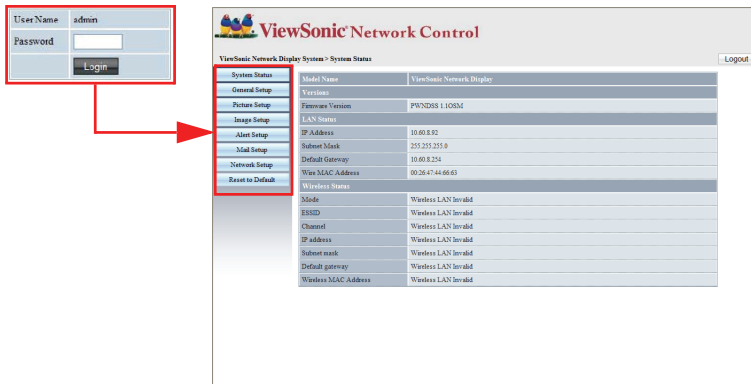 User Name admin
Password
Login
ViewSonic® Network Control
ViewSonic Network Display System > System Status
Logout
System Status
General Setup
Picture Setup
Image Setup
Alert Setup
Mail Setup
Network Setup
Reset to Default
Model Name ViewSonic Network Display
Versions
Firmware Version PWNDSS 1.1OSM
LAN Status
IP Address 10.60.8.92
Subnet Mask 255.255.255.0
Default Gateway 10.60.8.254
Wire MAC Address 00:26:47:44:66:63
Wireless Status
Mode Wireless LAN Invalid
ESSID Wireless LAN Invalid
Channel Wireless LAN Invalid
IP address Wireless LAN Invalid
Subnet mask Wireless LAN Invalid
Default gateway Wireless LAN Invalid
Wireless MAC Address Wireless LAN Invalid